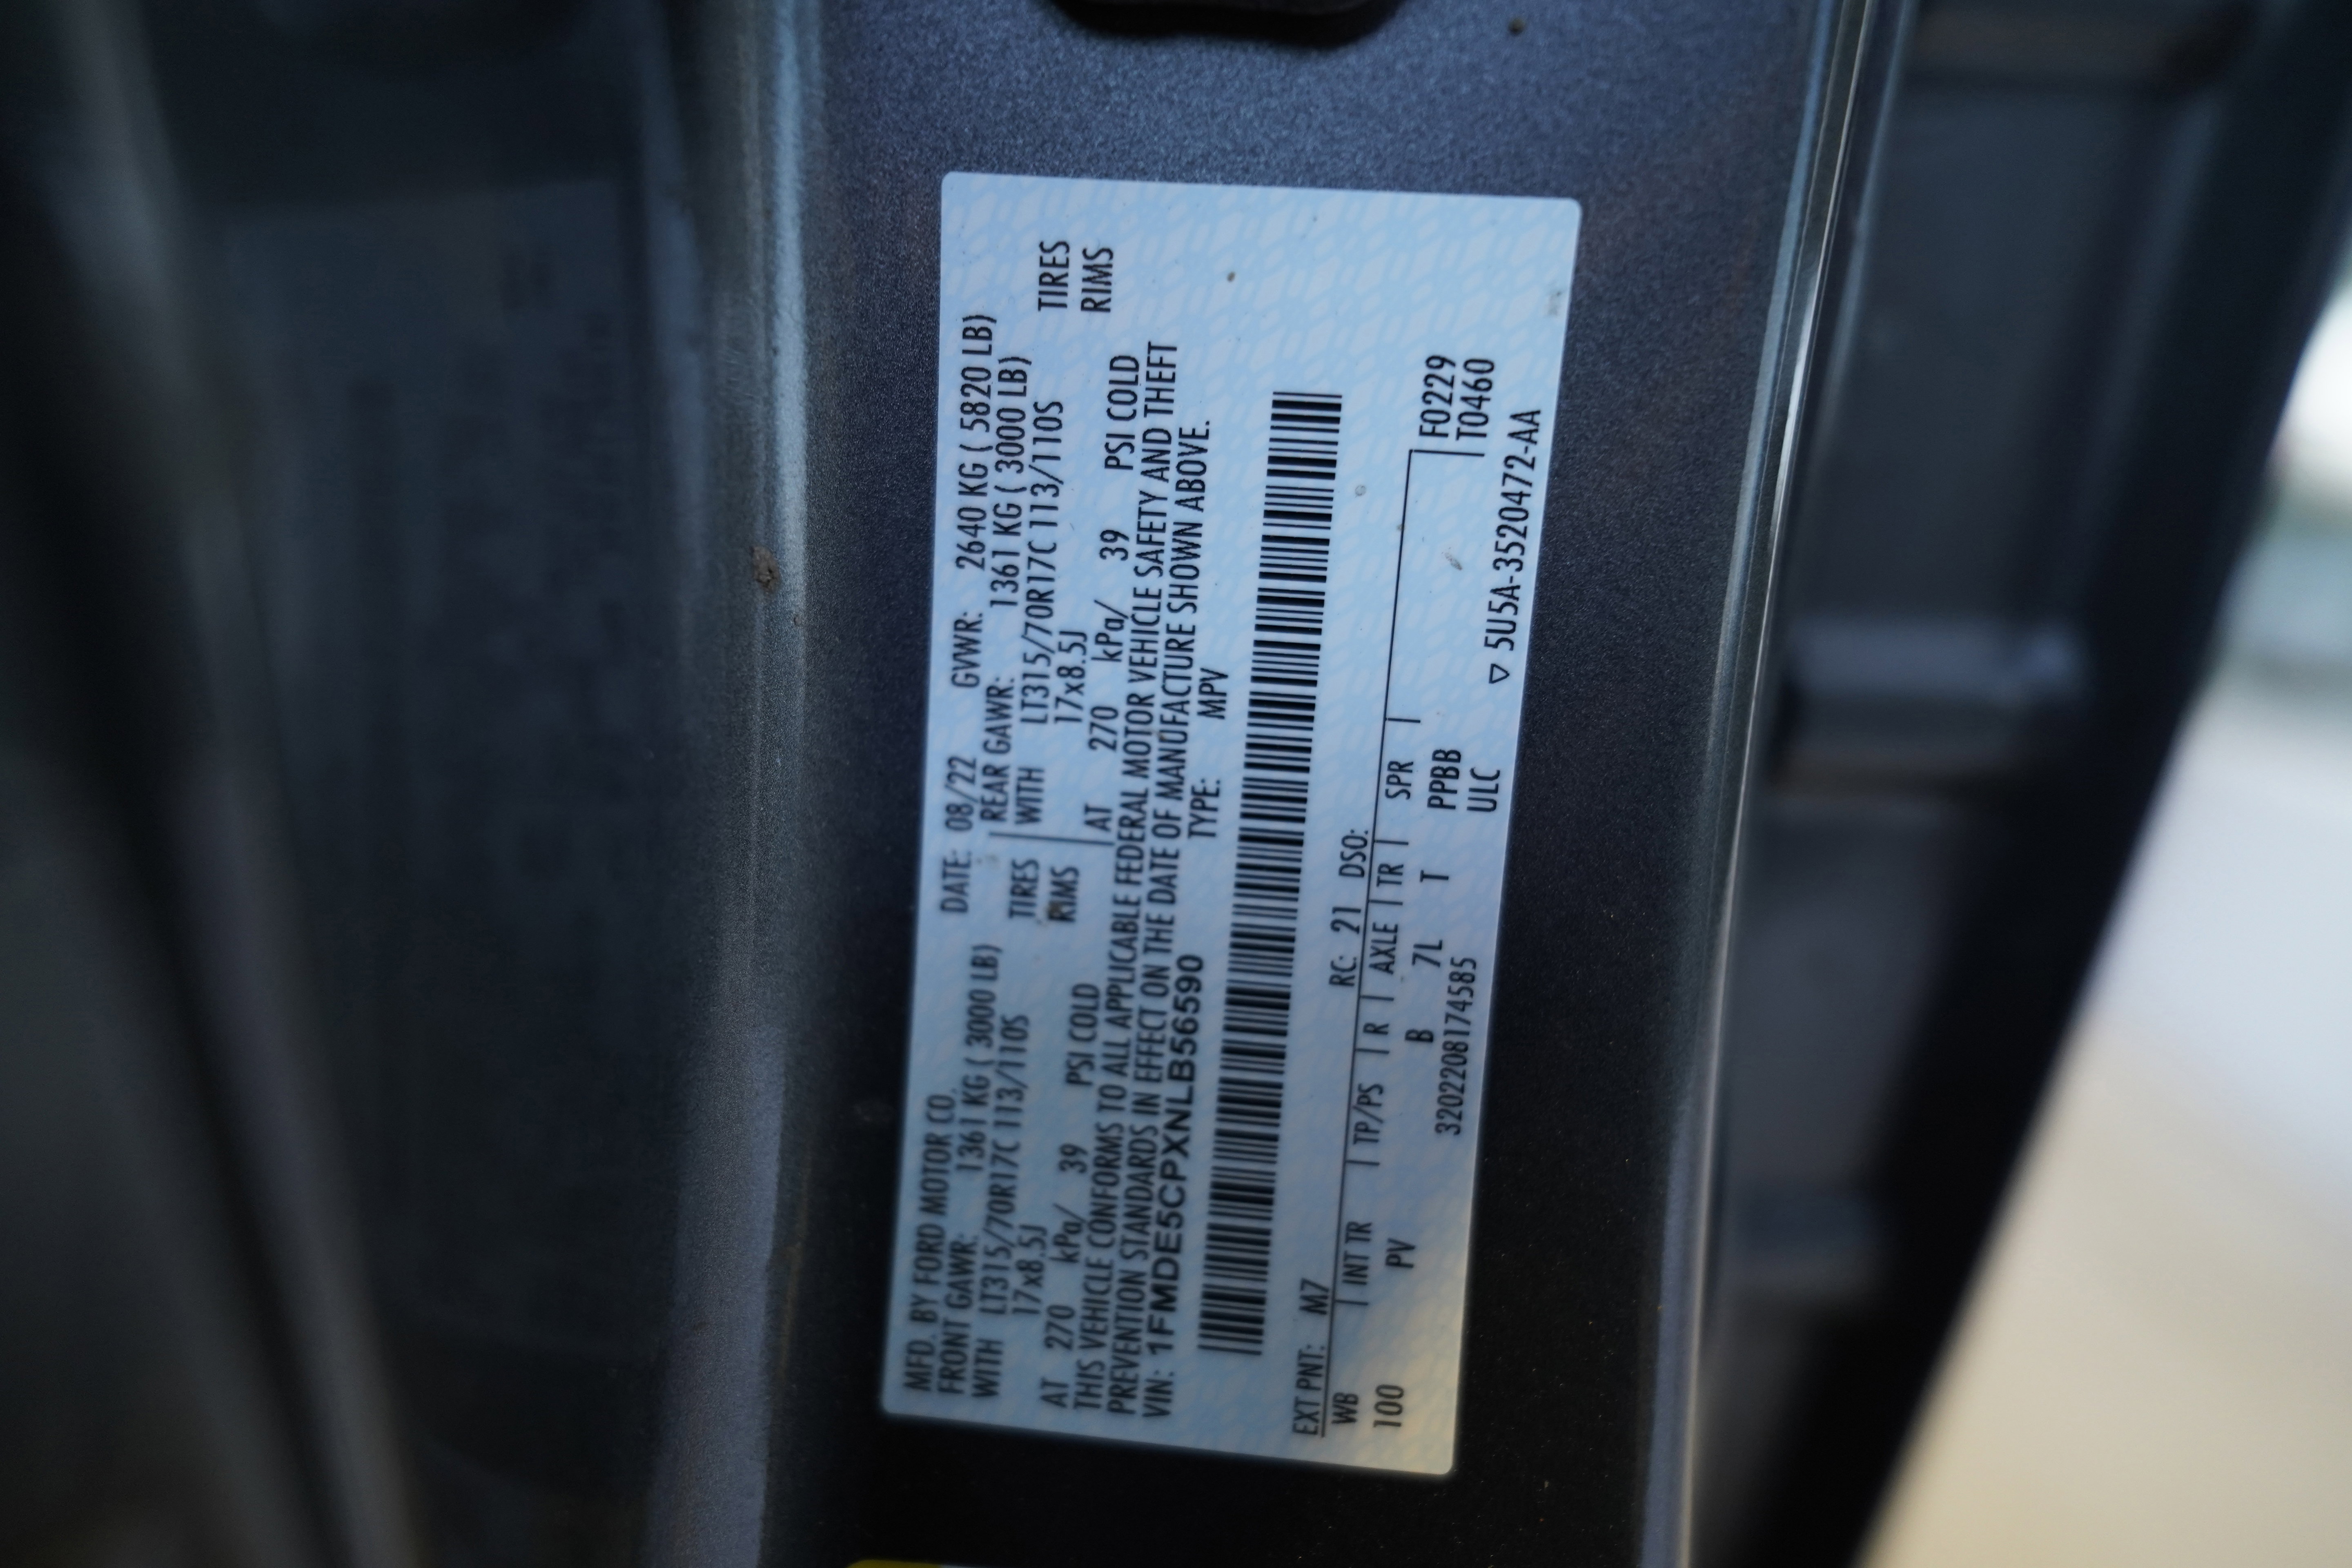 MFD. BY FORD MOTOR CO. DATE: 08/22 GVWR: 2640 KG ( 5820 LB)
FRONT GAWR: 1361 KG ( 3000 LB) REAR GAWR: 1361 KG ( 3000 LB)
WITH LT315/70R17C 113/110S TIRES WITH LT315/70R17C 113/110S TIRES
17x8.5J RIMS 17x8.5J RIMS
AT 270 kPa/ 39 PSI COLD AT 270 kPa/ 39 PSI COLD
THIS VEHICLE CONFORMS TO ALL APPLICABLE FEDERAL MOTOR VEHICLE SAFETY AND THEFT
PREVENTION STANDARDS IN EFFECT ON THE DATE OF MANUFACTURE SHOWN ABOVE.
VIN: 1FMDE5CPXNLB56590 TYPE: MPV
EXT PNT: M7 RC: 21 DSO:
WB | INT TR | TP/PS | R | AXLE | TR | SPR | F0229
100 PV B 7L T PPBB T0460
3202208174585 ULC
▽ 5U5A-3520472-AA